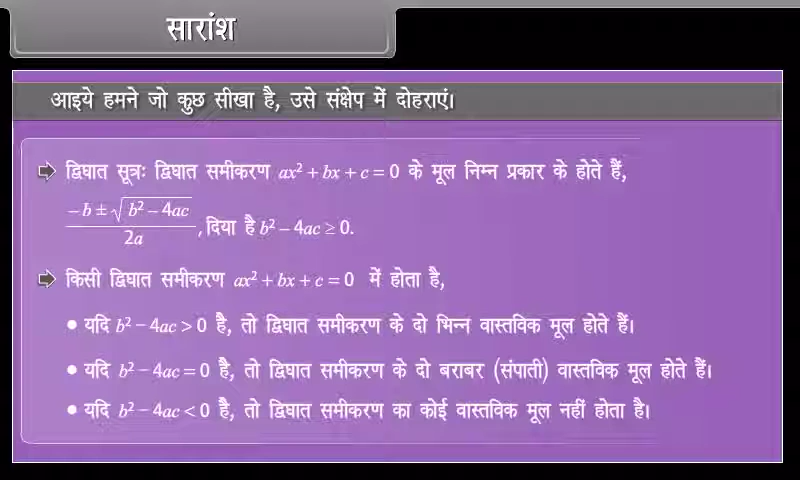 सारांश
आइये हमने जो कुछ सीखा है, उसे संक्षेप में दोहराएं।
द्विघात सूत्रः द्विघात समीकरण ax² + bx + c = 0 के मूल निम्न प्रकार के होते हैं,
(−b ± √(b² − 4ac))/2a , दिया है b² − 4ac ≥ 0.
किसी द्विघात समीकरण ax² + bx + c = 0 में होता है,
• यदि b² − 4ac > 0 है, तो द्विघात समीकरण के दो भिन्न वास्तविक मूल होते हैं।
• यदि b² − 4ac = 0 है, तो द्विघात समीकरण के दो बराबर (संपाती) वास्तविक मूल होते हैं।
• यदि b² − 4ac < 0 है, तो द्विघात समीकरण का कोई वास्तविक मूल नहीं होता है।